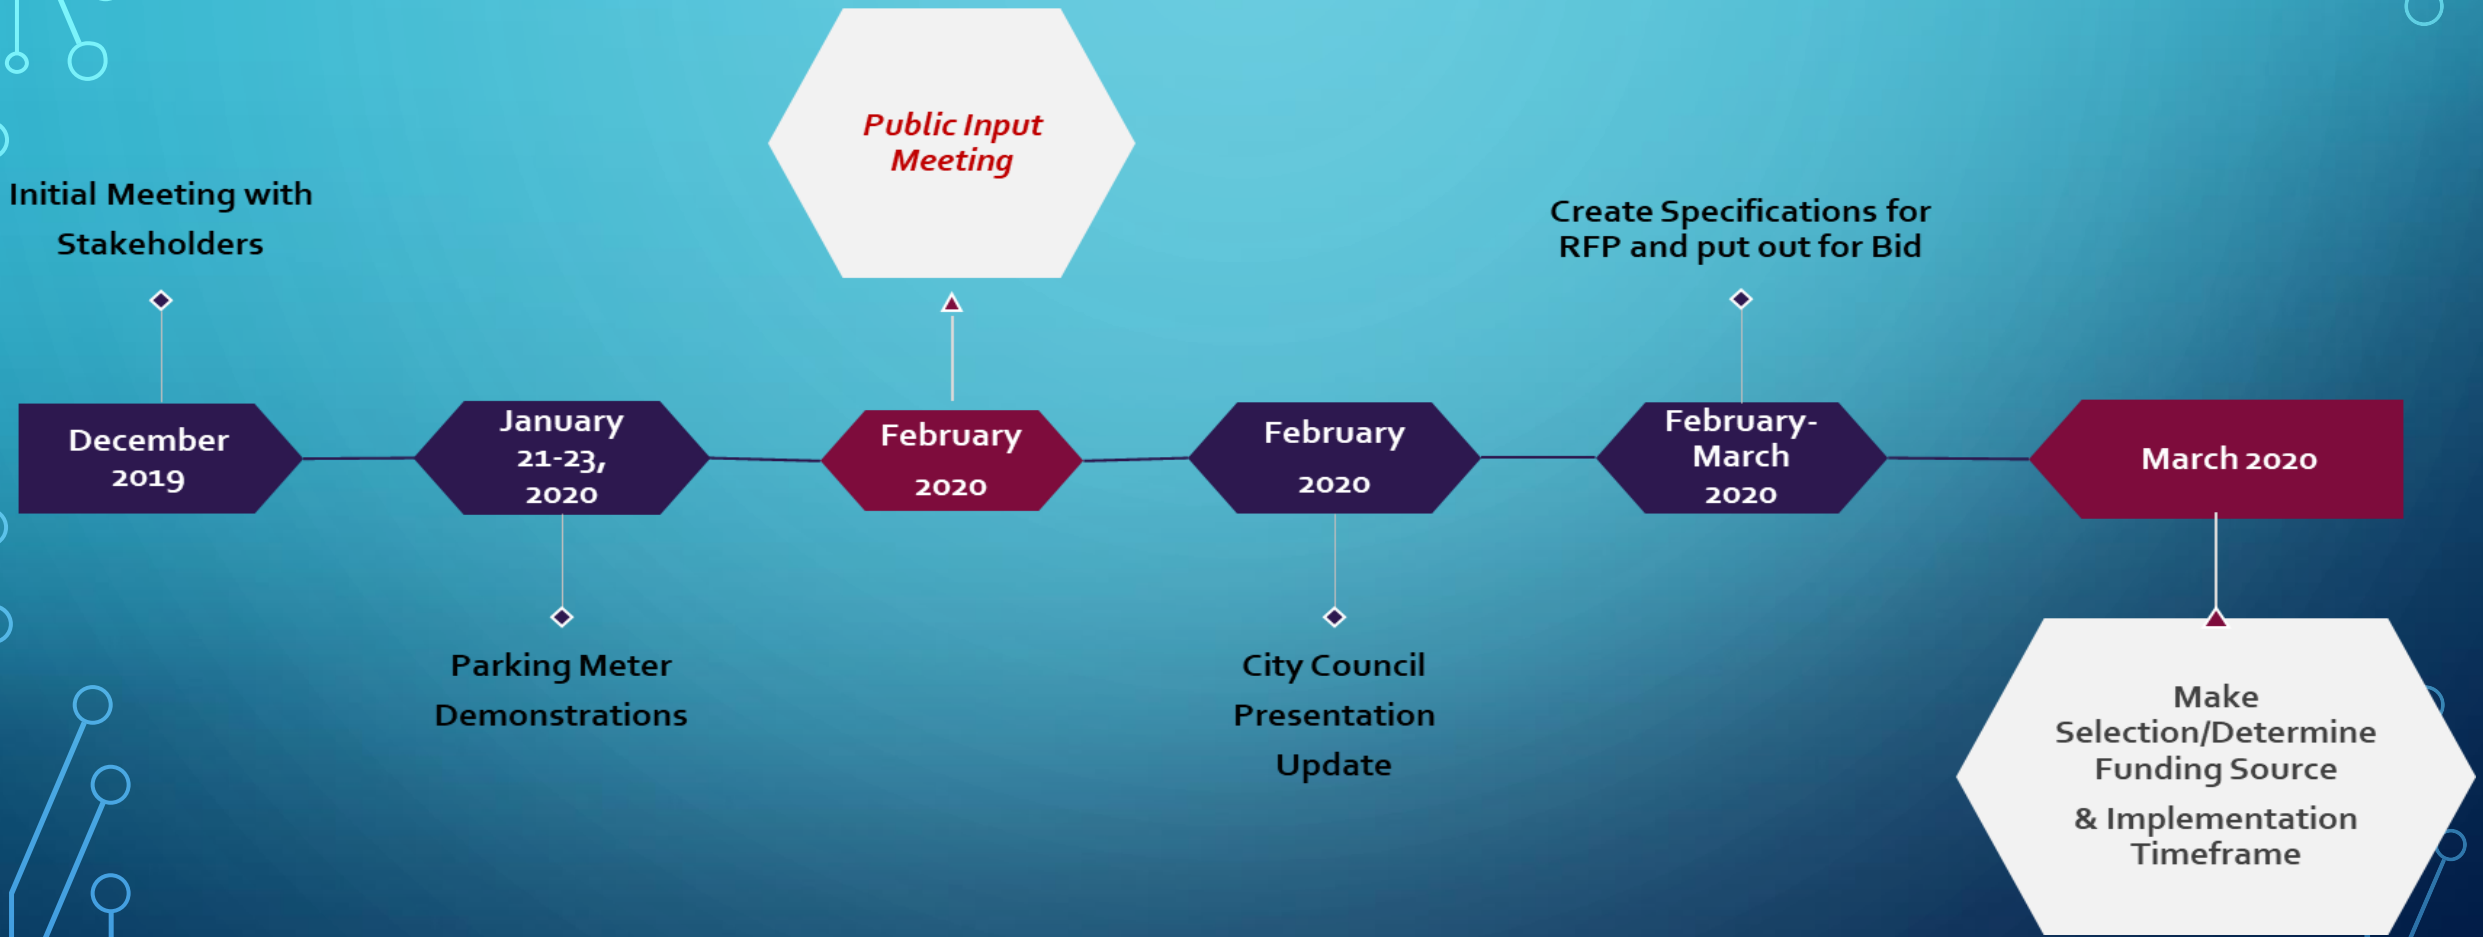 Initial Meeting with
Stakeholders
December
2019
January
21-23,
2020
Parking Meter
Demonstrations
Public Input
Meeting
February
2020
February
2020
City Council
Presentation
Update
Create Specifications for
RFP and put out for Bid
February-
March
2020
March 2020
Make
Selection/Determine
Funding Source
& Implementation
Timeframe